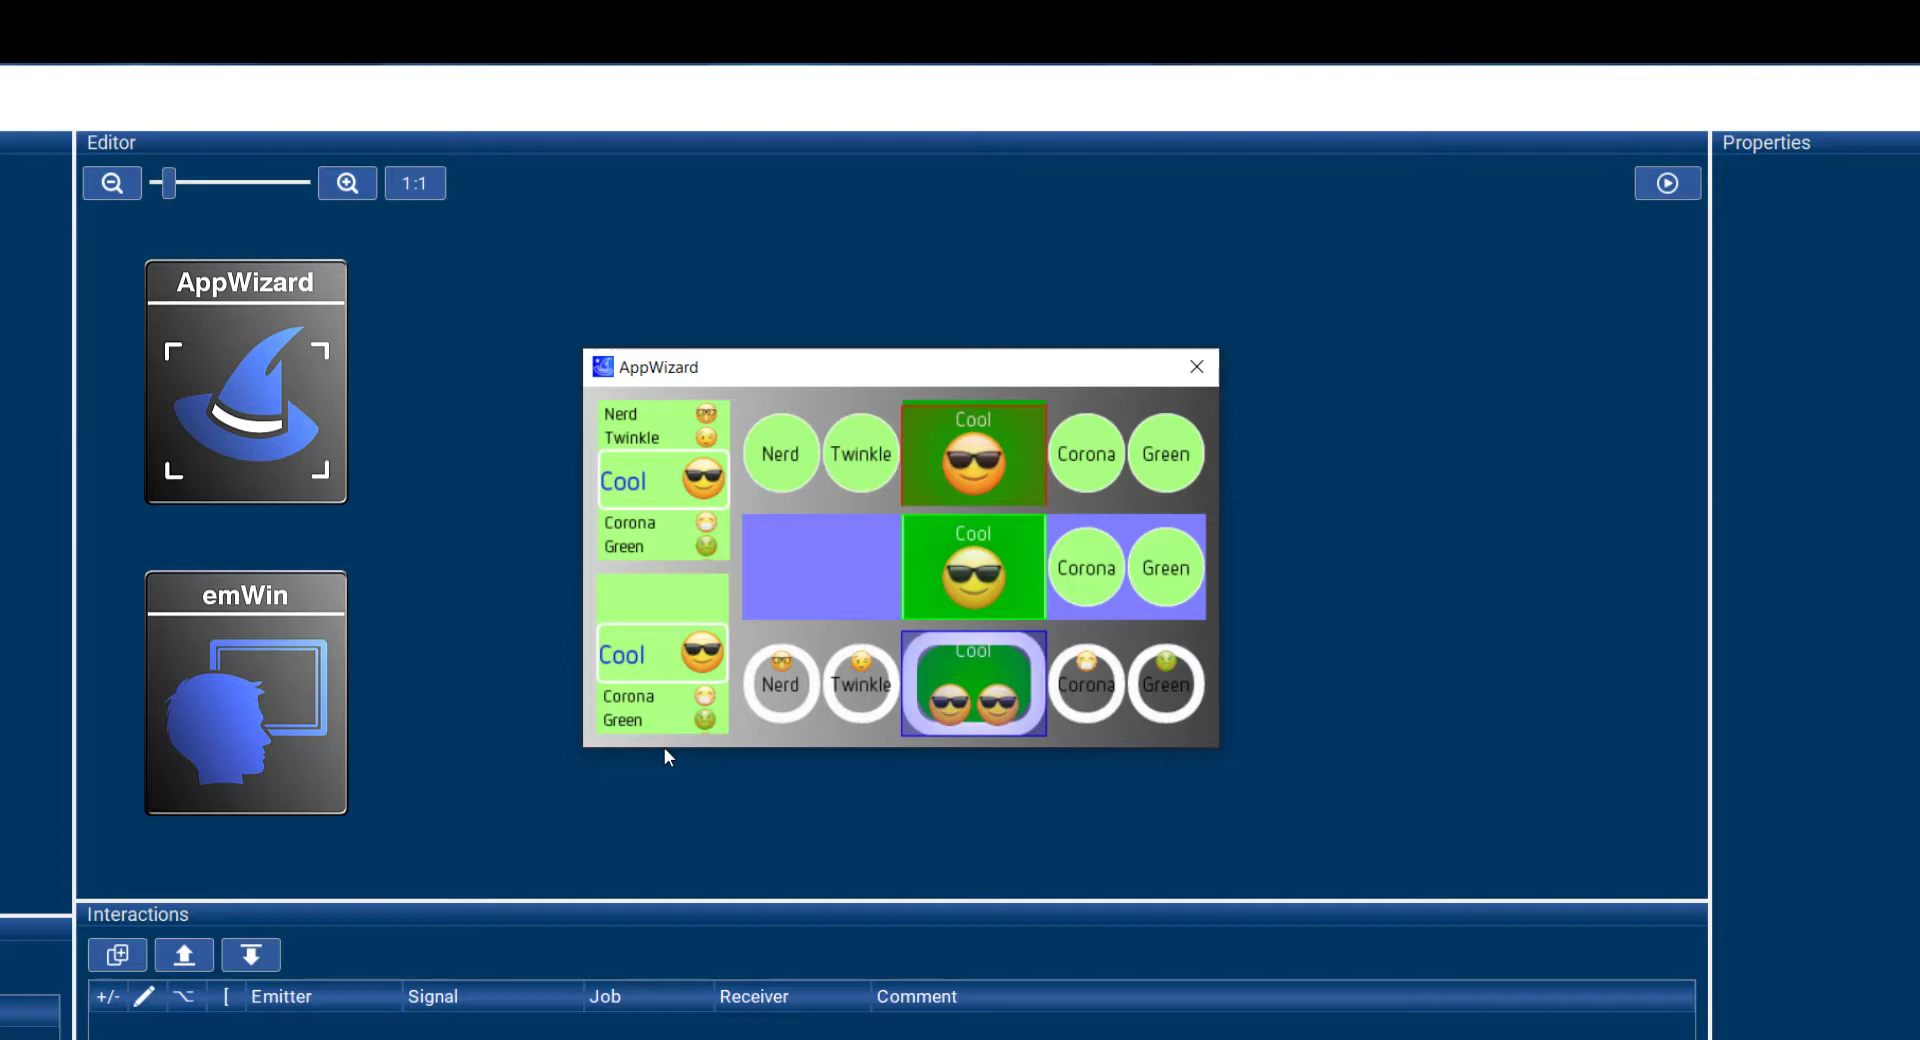 Editor
Properties
1:1
AppWizard
emWin
AppWizard
Nerd
Twinkle
Cool
Corona
Green
Cool
Corona
Green
Nerd
Twinkle
Cool
Corona
Green
Cool
Corona
Green
Nerd
Twinkle
Cool
Corona
Green
Interactions
+/- [ Emitter Signal Job Receiver Comment